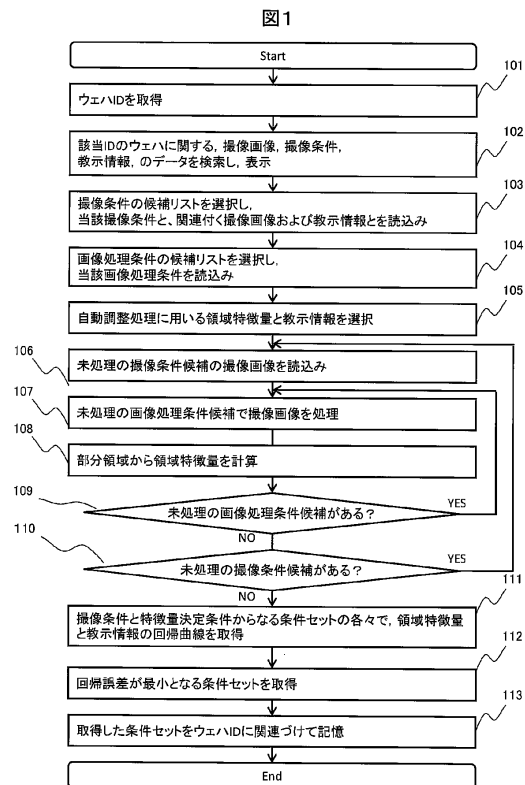 図1
Start
101
ウェハIDを取得
102
該当IDのウェハに関する, 撮像画像, 撮像条件,
教示情報, のデータを検索し, 表示
103
撮像条件の候補リストを選択し,
当該撮像条件と、関連付く撮像画像および教示情報とを読込み
104
画像処理条件の候補リストを選択し,
当該画像処理条件を読込み
105
自動調整処理に用いる領域特徴量と教示情報を選択
106
未処理の撮像条件候補の撮像画像を読込み
107
未処理の画像処理条件候補で撮像画像を処理
108
部分領域から領域特徴量を計算
109
未処理の画像処理条件候補がある?
YES
NO
110
未処理の撮像条件候補がある?
YES
NO
111
撮像条件と特徴量決定条件からなる条件セットの各々で, 領域特徴量
と教示情報の回帰曲線を取得
112
回帰誤差が最小となる条件セットを取得
113
取得した条件セットをウェハIDに関連づけて記憶
End